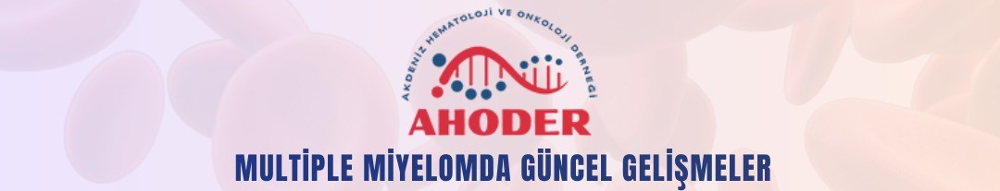 AKDENİZ HEMATOLOJİ VE ONKOLOJİ DERNEĞİ
AHODER
MULTİPLE MİYELOMDA GÜNCEL GELİŞMELER